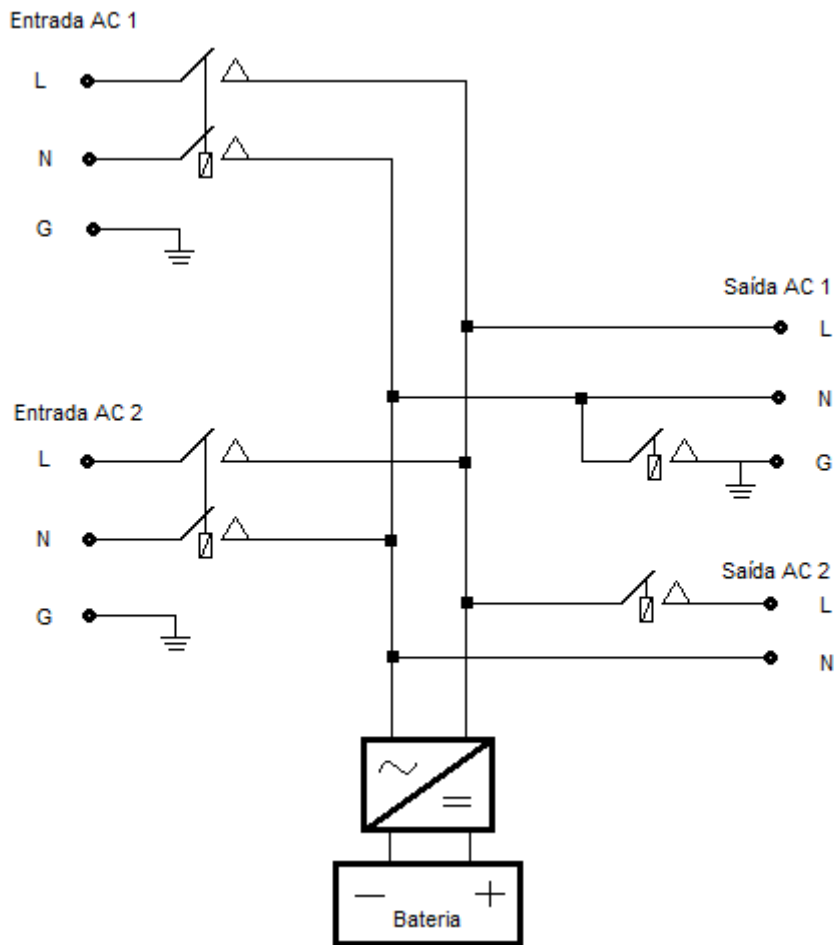 Entrada AC 1
L
N
G
Saída AC 1
L
N
G
Entrada AC 2
L
N
G
Saída AC 2
L
N
Bateria